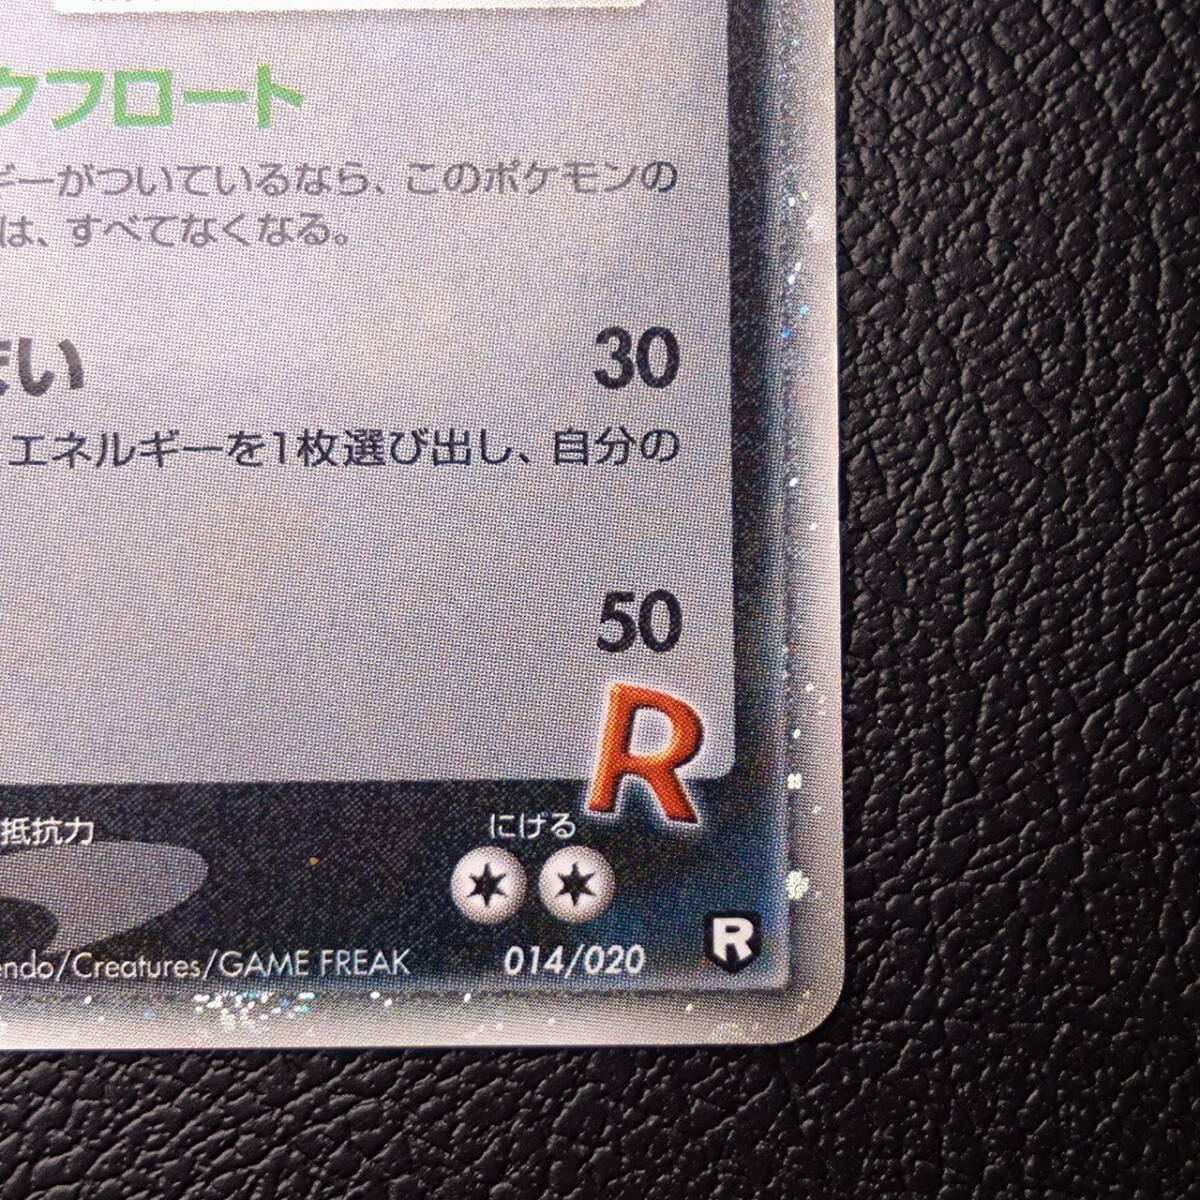 ウフロート
ギーがついているなら、このポケモンの
は、すべてなくなる。
まい 30
エネルギーを1枚選び出し、自分の
50
R
抵抗力 にげる
endo/Creatures/GAME FREAK 014/020 R